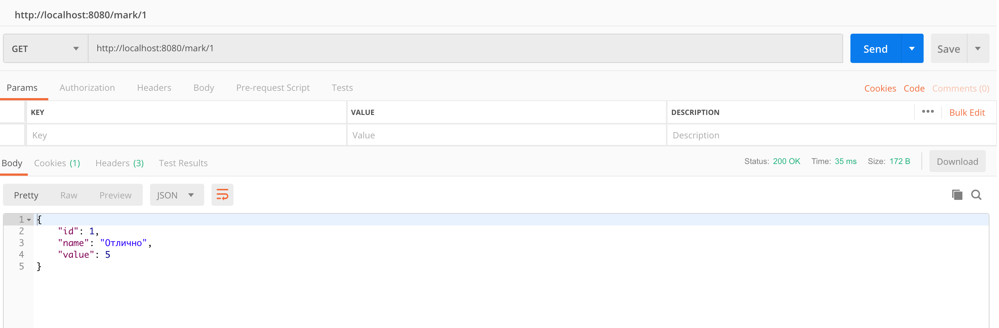 http://localhost:8080/mark/1
GET http://localhost:8080/mark/1 Send Save
Params Authorization Headers Body Pre-request Script Tests Cookies Code Comments (0)
KEY VALUE DESCRIPTION ••• Bulk Edit
Key Value Description
Body Cookies (1) Headers (3) Test Results Status: 200 OK Time: 35 ms Size: 172 B Download
Pretty Raw Preview JSON
1 {
2 "id": 1,
3 "name": "Отлично",
4 "value": 5
5 }